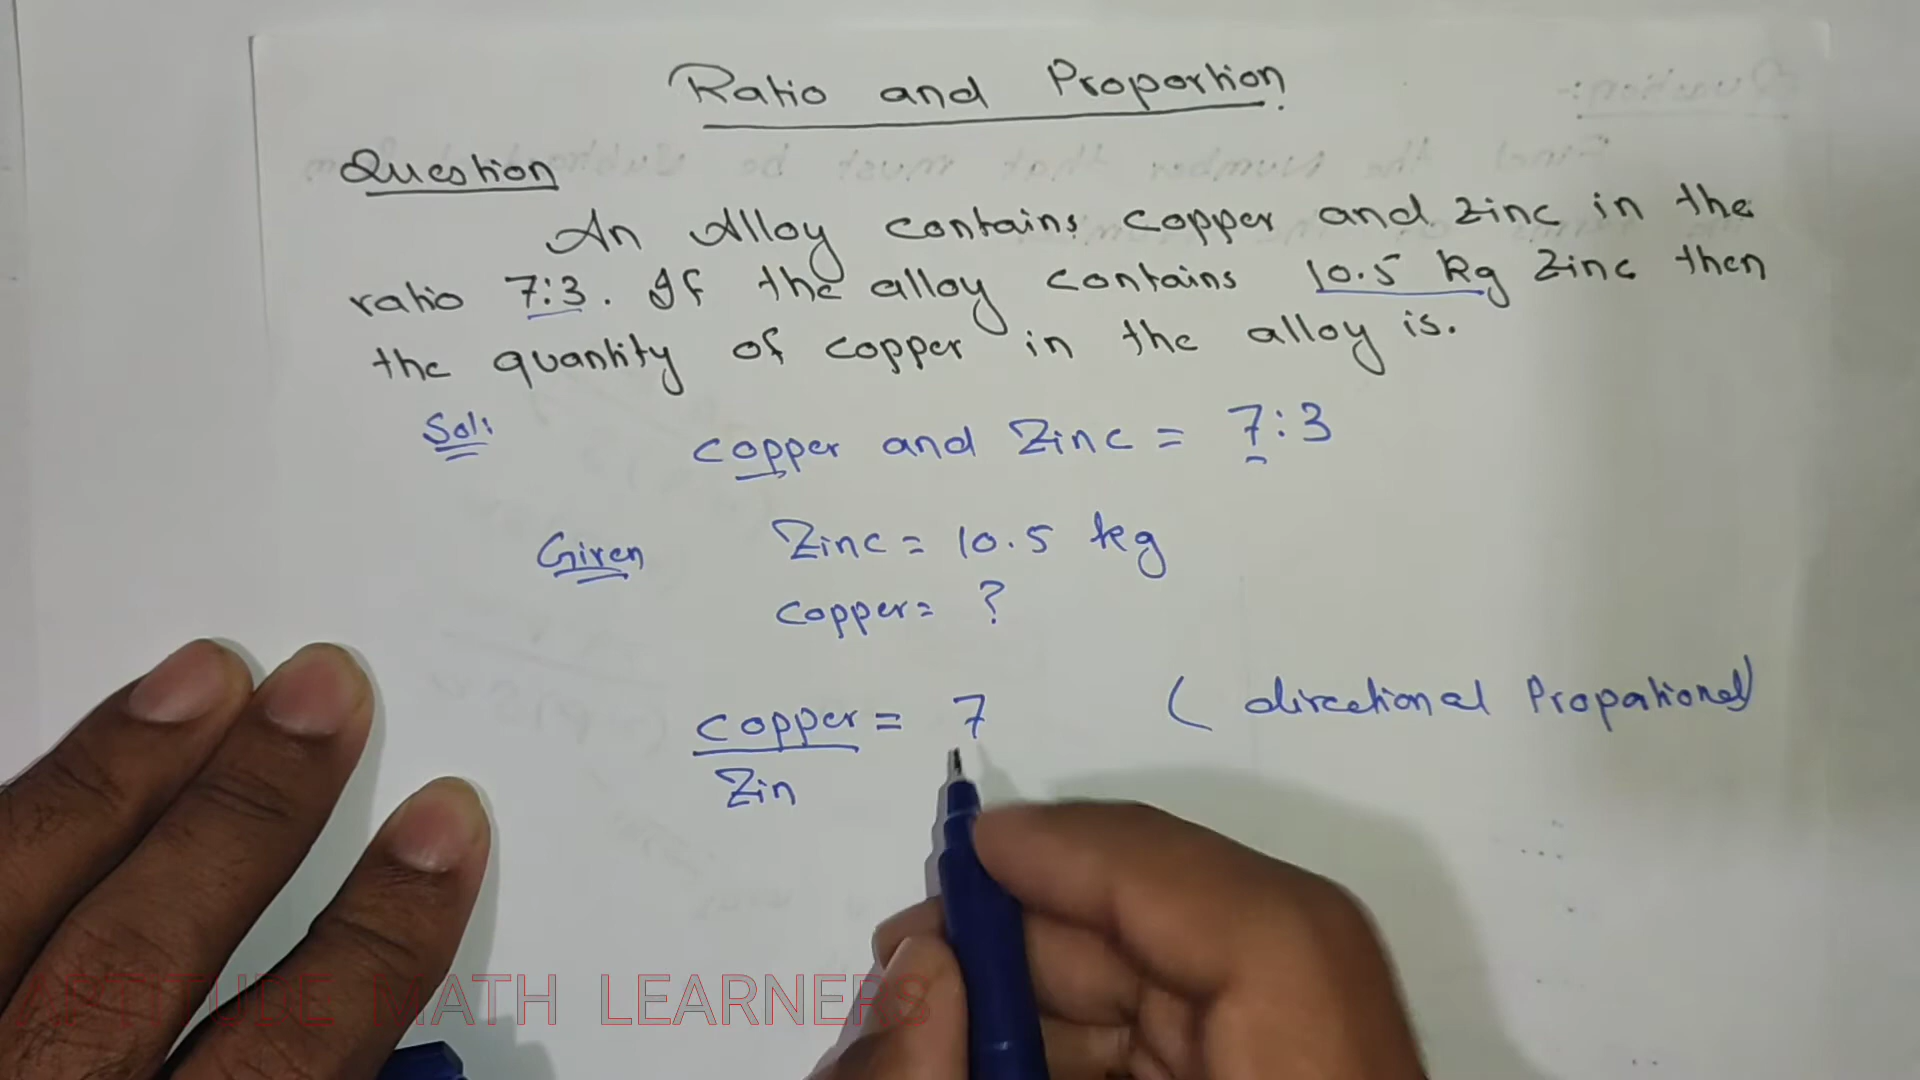 Ratio and Proportion
Question
An Alloy contains copper and zinc in the
ratio 7:3. If the alloy contains 10.5 kg Zinc then
the quantity of copper in the alloy is.
Sol:
copper and Zinc = 7:3
Given
Zinc = 10.5 kg
copper = ?
copper = 7 ( directional Propational)
Zin
APTITUDE MATH LEARNERS